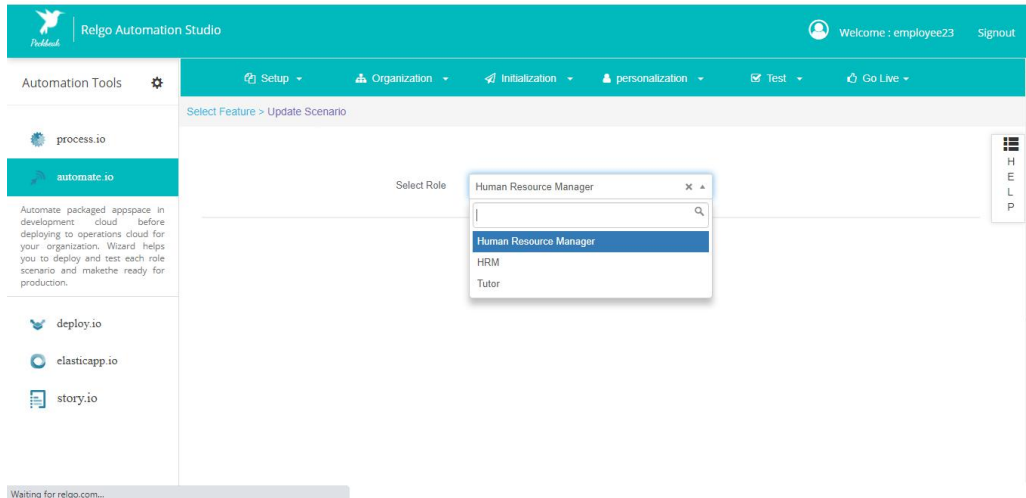 Peddesk
Relgo Automation Studio
Welcome : employee23
Signout
Automation Tools
Setup
Organization
Initialization
personalization
Test
Go Live
Select Feature > Update Scenario
process.io
automate.io
Automate packaged appspace in
development cloud before
deploying to operations cloud for
your organization. Wizard helps
you to deploy and test each role
scenario and makethe ready for
production.
deploy.io
elasticapp.io
story.io
Select Role
Human Resource Manager
Human Resource Manager
HRM
Tutor
H
E
L
P
Waiting for relgo.com...